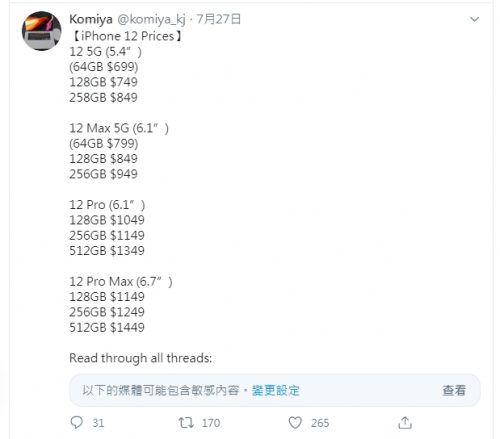 Komiya @komiya_kj · 7月27日
【iPhone 12 Prices】
12 5G (5.4”)
(64GB $699)
128GB $749
258GB $849
12 Max 5G (6.1”)
(64GB $799)
128GB $849
256GB $949
12 Pro (6.1”)
128GB $1049
256GB $1149
512GB $1349
12 Pro Max (6.7”)
128GB $1149
256GB $1249
512GB $1449
Read through all threads:
以下的媒體可能包含敏感內容。變更設定 查看
31 170 265